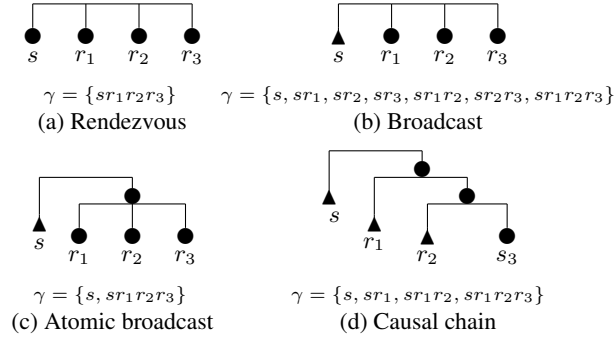 s r₁ r₂ r₃
γ = {sr₁r₂r₃}
(a) Rendezvous
s r₁ r₂ r₃
γ = {s, sr₁, sr₂, sr₃, sr₁r₂, sr₂r₃, sr₁r₂r₃}
(b) Broadcast
s r₁ r₂ r₃
γ = {s, sr₁r₂r₃}
(c) Atomic broadcast
s r₁ r₂ s₃
γ = {s, sr₁, sr₁r₂, sr₁r₂r₃}
(d) Causal chain